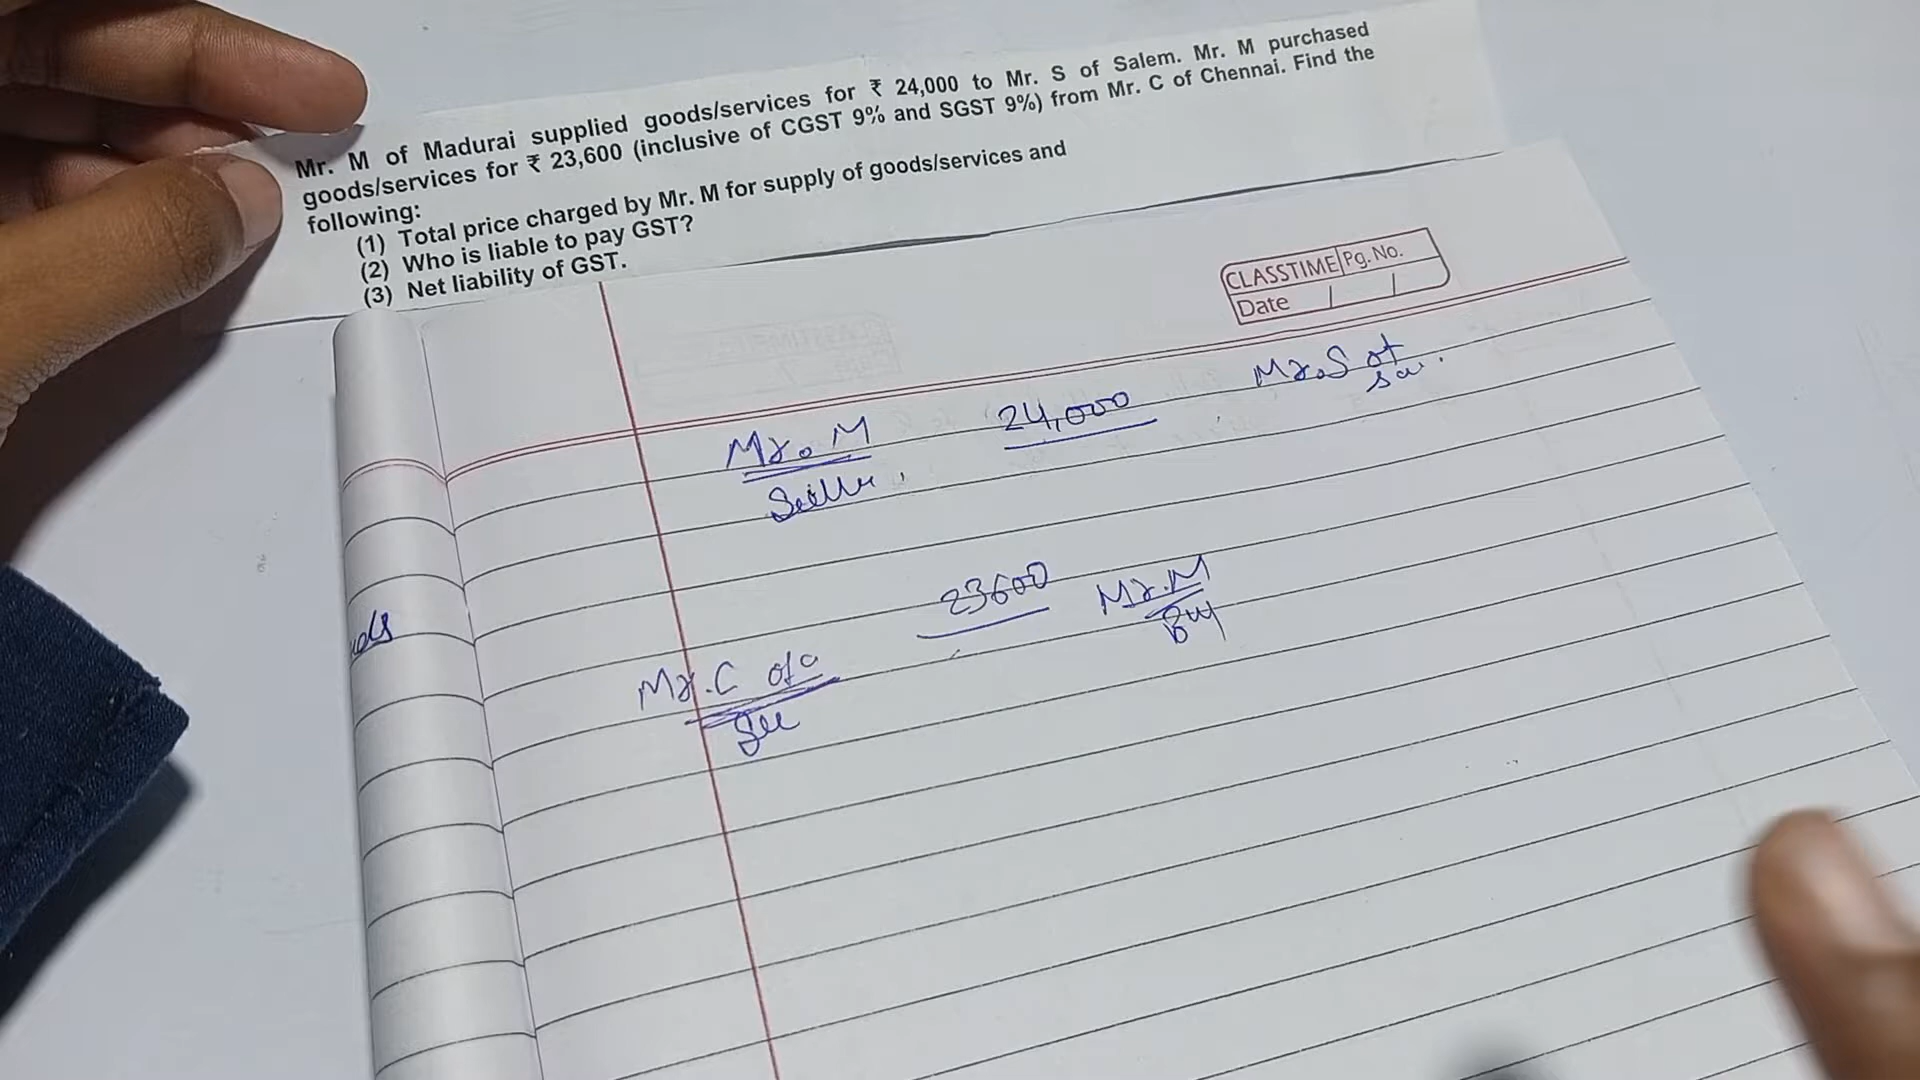 Mr. M of Madurai supplied goods/services for ₹ 24,000 to Mr. S of Salem. Mr. M purchased
goods/services for ₹ 23,600 (inclusive of CGST 9% and SGST 9%) from Mr. C of Chennai. Find the
following:
(1) Total price charged by Mr. M for supply of goods/services and
(2) Who is liable to pay GST?
(3) Net liability of GST.
CLASSTIME Pg. No.
Date / /
Mr. M 24,000 Mr. S of
23600 Mr. M
Buy
Mr. C of c